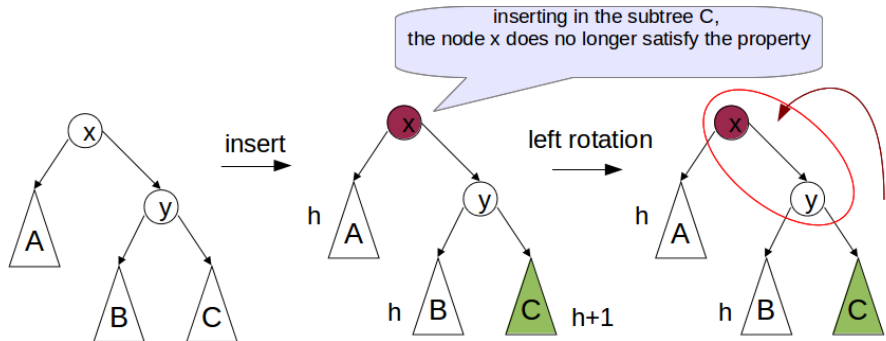 inserting in the subtree C,
the node x does no longer satisfy the property
x
y
A
B
C
insert
x
h
A
y
h
B
C
h+1
left rotation
x
h
A
y
h
B
C